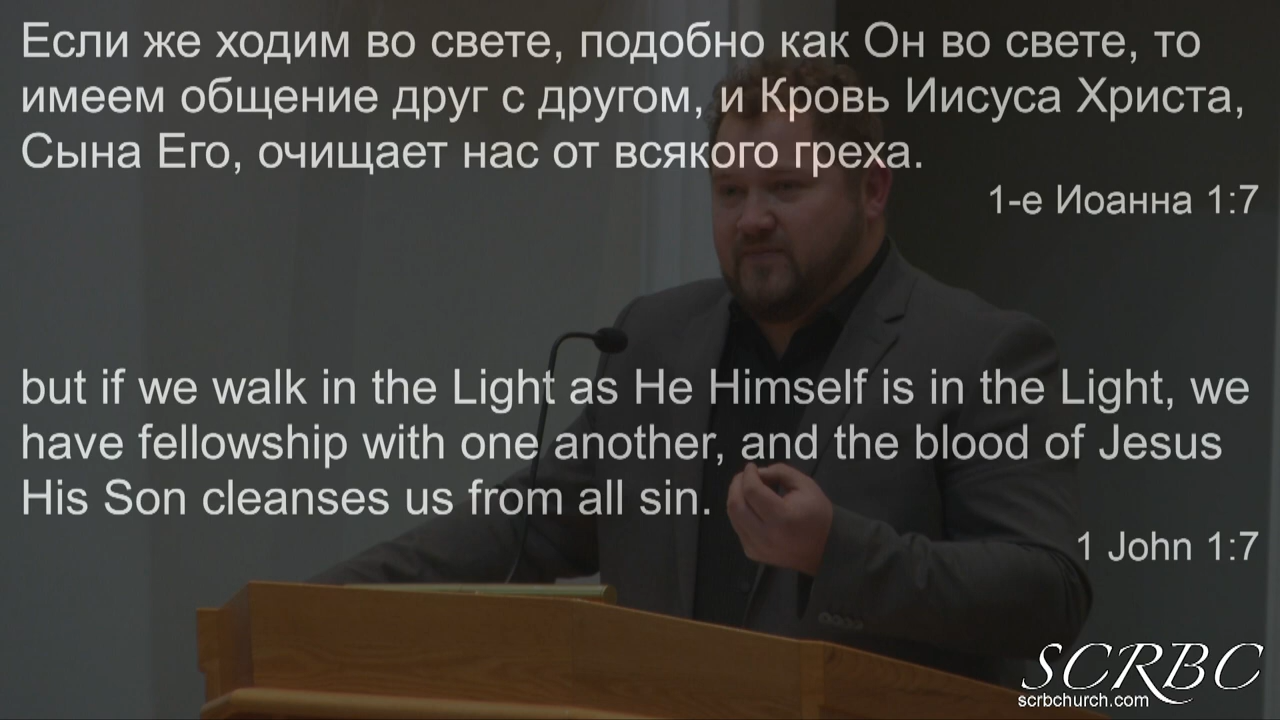 Если же ходим во свете, подобно как Он во свете, то
имеем общение друг с другом, и Кровь Иисуса Христа,
Сына Его, очищает нас от всякого греха.
1-е Иоанна 1:7
but if we walk in the Light as He Himself is in the Light, we
have fellowship with one another, and the blood of Jesus
His Son cleanses us from all sin.
1 John 1:7
SCRBC
scrbchurch.com